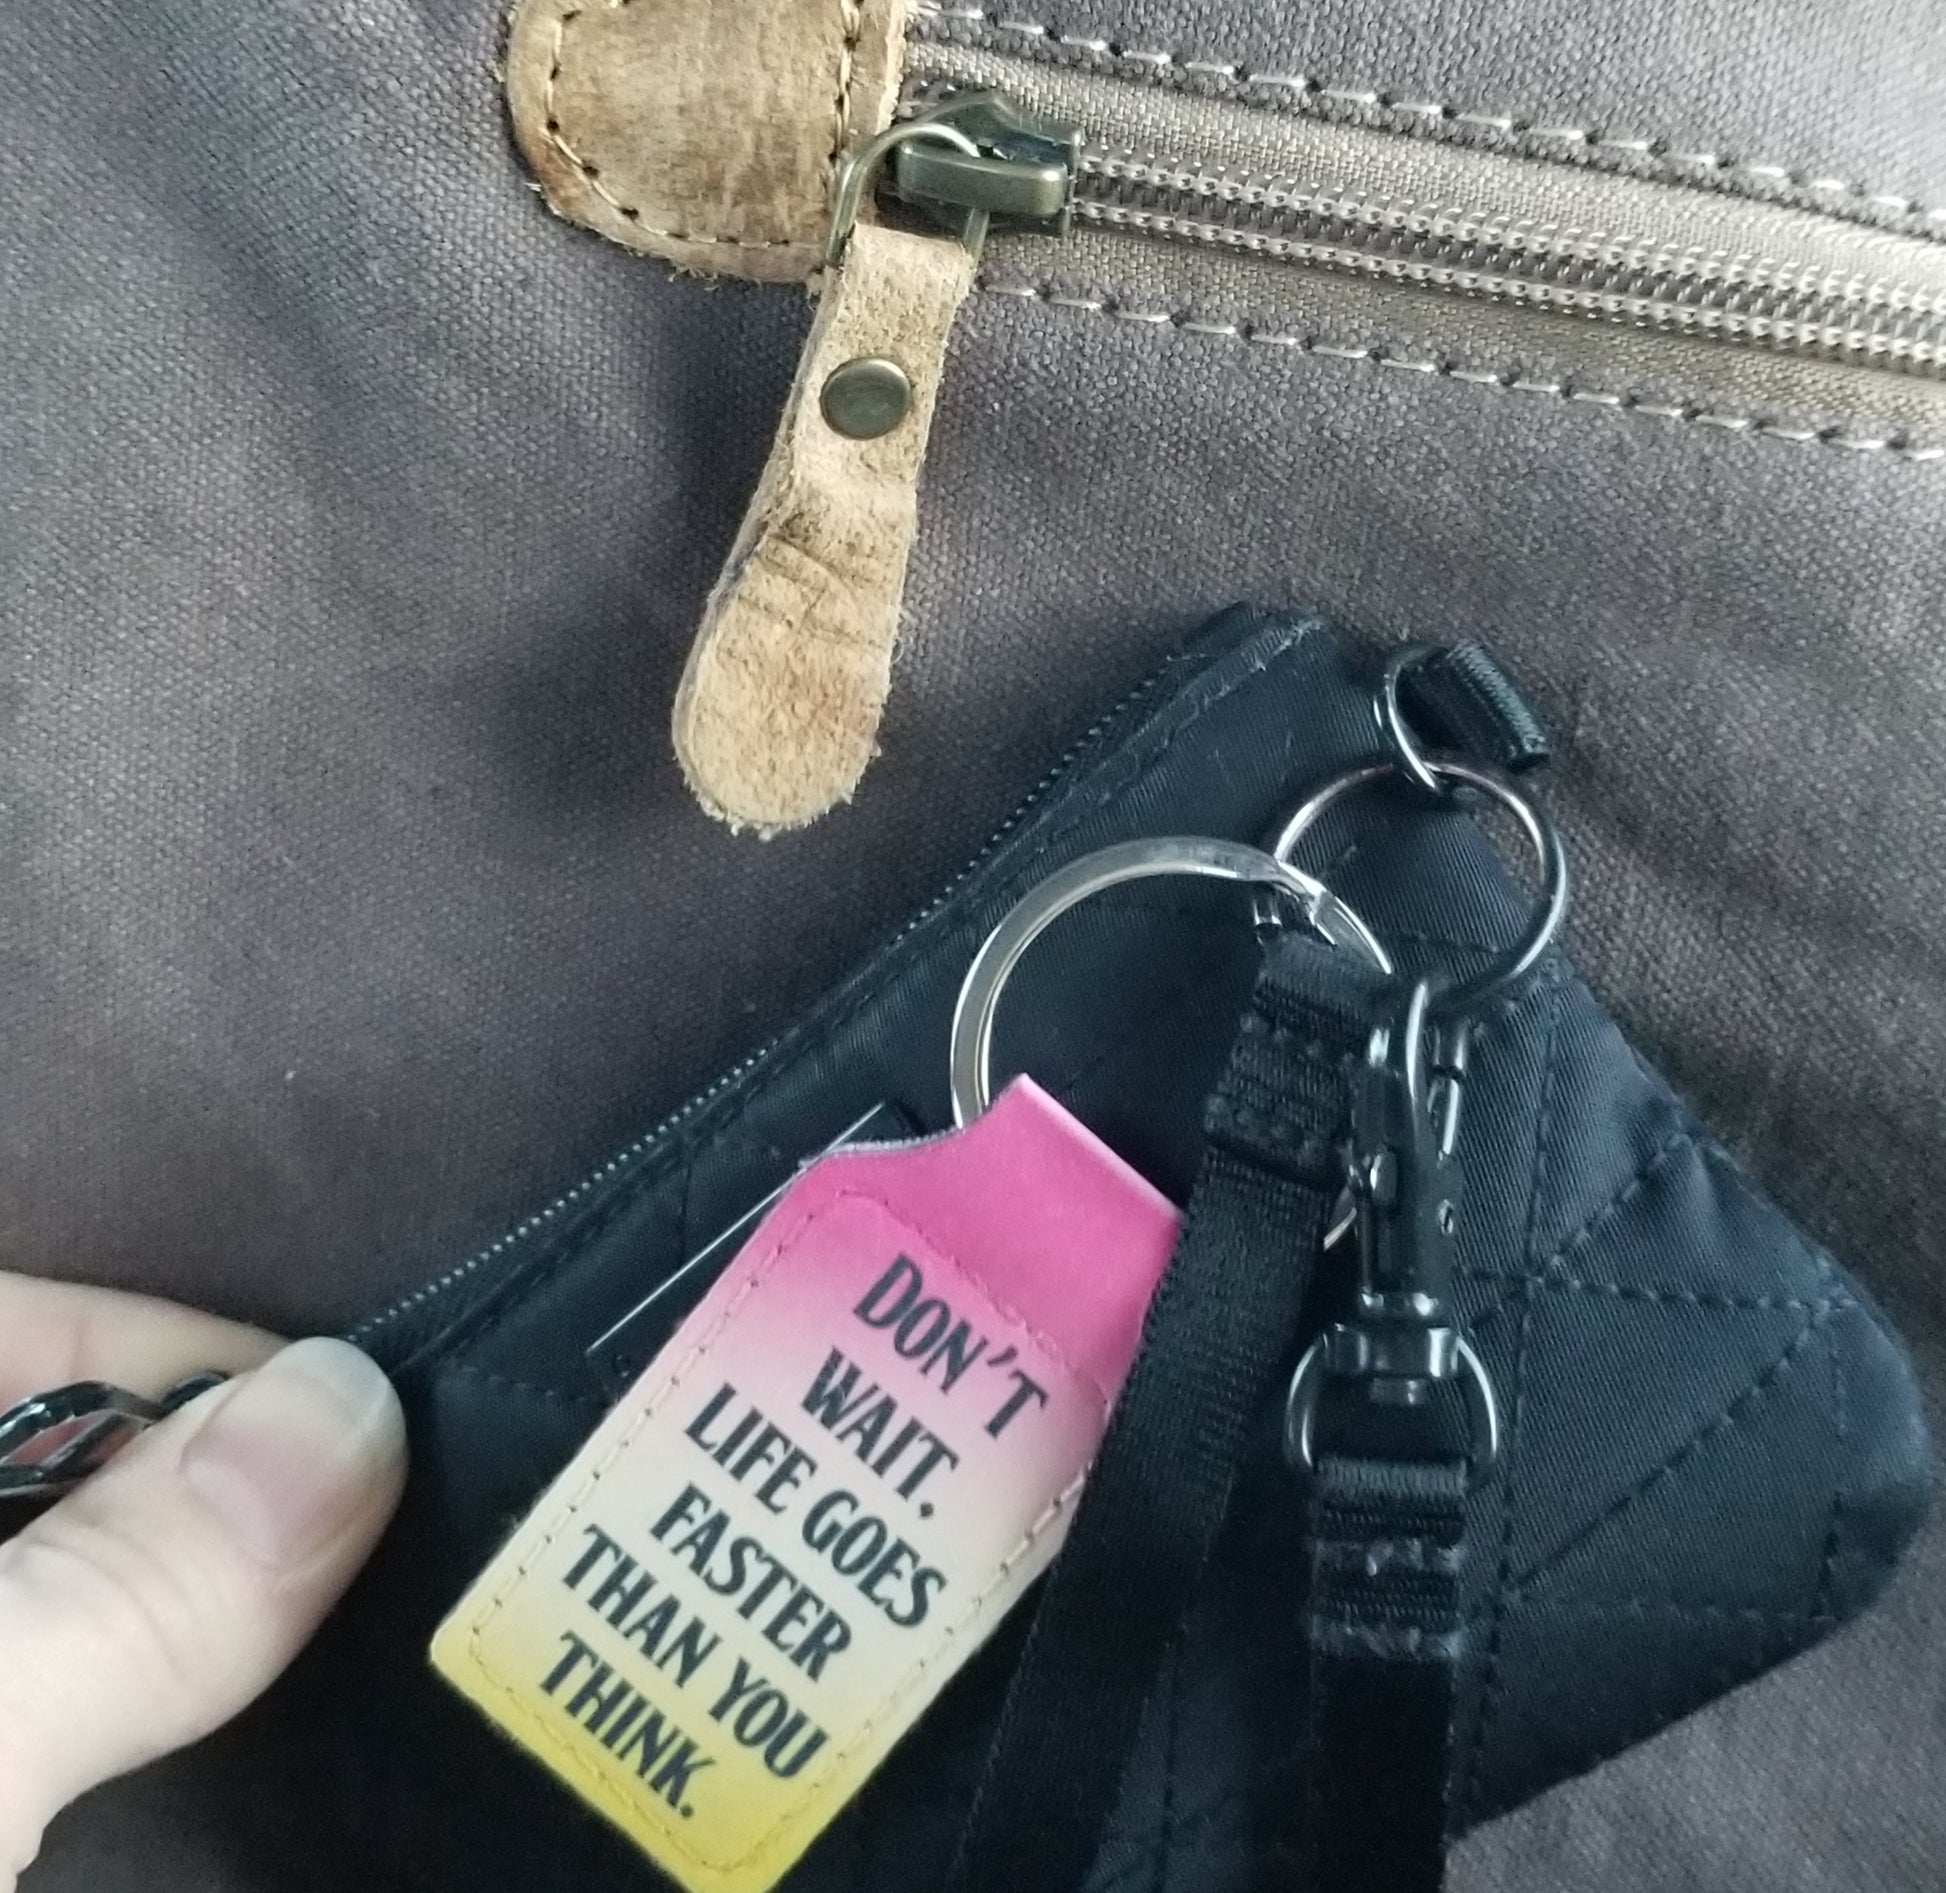 DON'T
WAIT.
LIFE GOES
FASTER
THAN YOU
THINK.